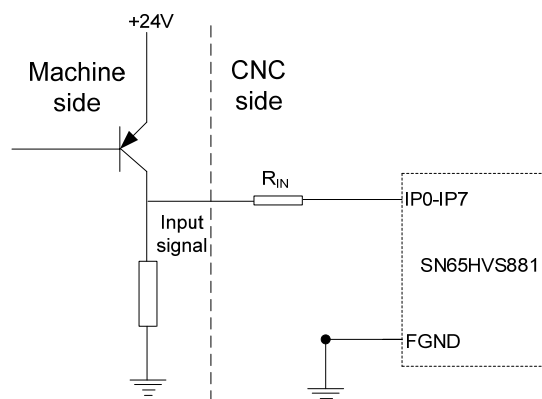 +24V
Machine
side
CNC
side
RIN
IP0-IP7
Input
signal
SN65HVS881
FGND